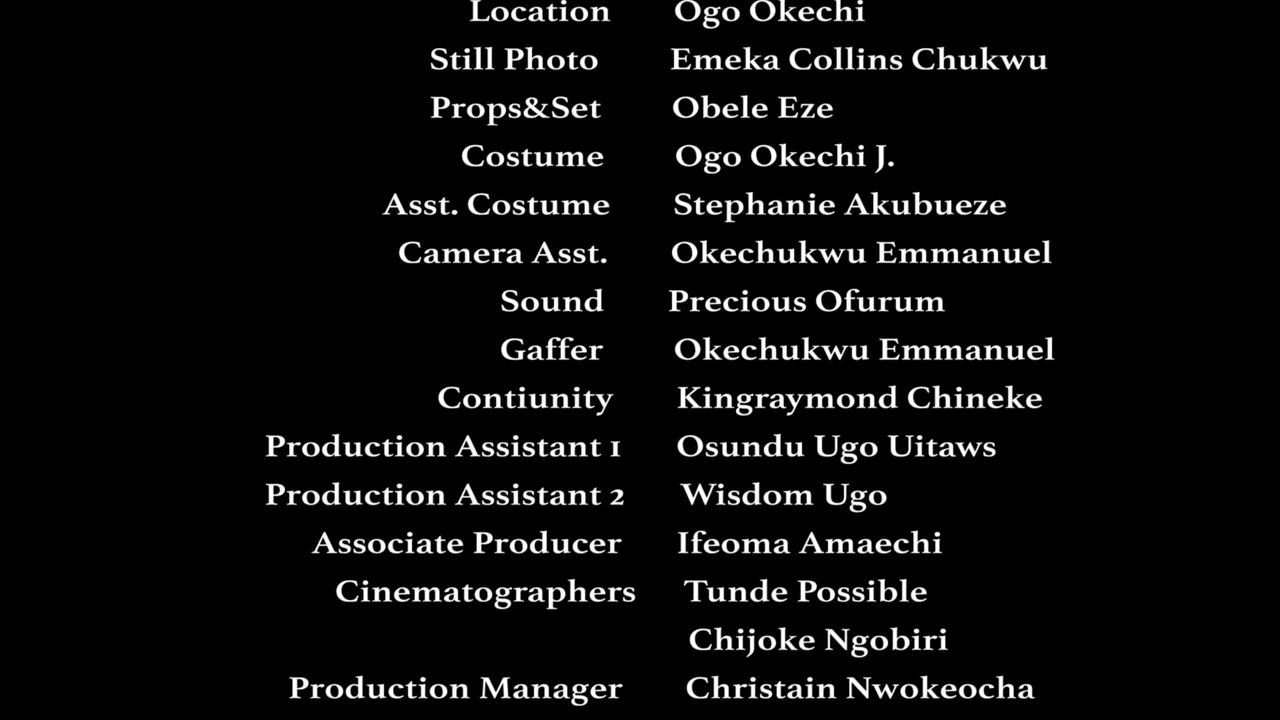 Location Ogo Okechi
Still Photo Emeka Collins Chukwu
Props&Set Obele Eze
Costume Ogo Okechi J.
Asst. Costume Stephanie Akubueze
Camera Asst. Okechukwu Emmanuel
Sound Precious Ofurum
Gaffer Okechukwu Emmanuel
Contiunity Kingraymond Chineke
Production Assistant 1 Osundu Ugo Uitaws
Production Assistant 2 Wisdom Ugo
Associate Producer Ifeoma Amaechi
Cinematographers Tunde Possible
Chijoke Ngobiri
Production Manager Christain Nwokeocha